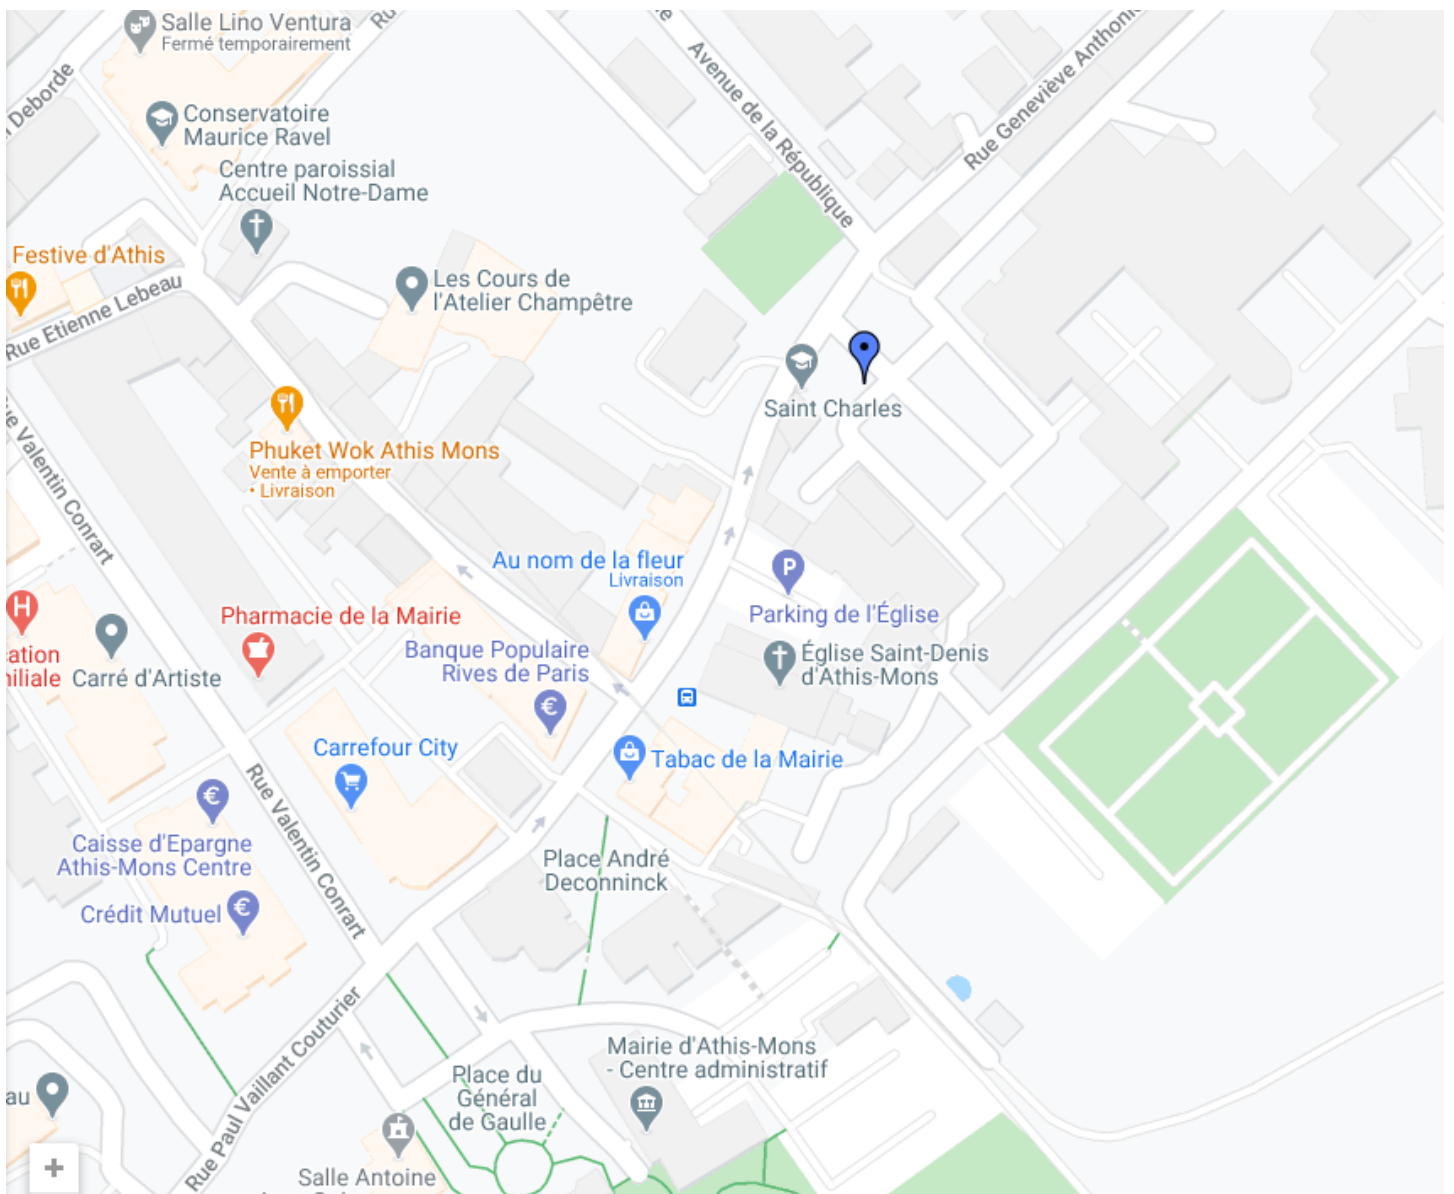 Salle Lino Ventura
Fermé temporairement
Deborde
Conservatoire
Maurice Ravel
Centre paroissial
Accueil Notre-Dame
Avenue de la République
Rue Geneviève Anthonio
Festive d'Athis
Rue Etienne Lebeau
Les Cours de
l'Atelier Champêtre
Saint Charles
Phuket Wok Athis Mons
Vente à emporter
• Livraison
Valentin Conrart
Au nom de la fleur
Livraison
P
Parking de l'Église
H
Pharmacie de la Mairie
Banque Populaire
Rives de Paris
€
Église Saint-Denis
d'Athis-Mons
cation
niliale
Carré d'Artiste
Carrefour City
Tabac de la Mairie
Rue Valentin Conrart
€
Caisse d'Epargne
Athis-Mons Centre
Crédit Mutuel
€
Place André
Deconninck
Rue Paul Vaillant Couturier
Mairie d'Athis-Mons
- Centre administratif
Place du
Général
de Gaulle
au
+
Salle Antoine